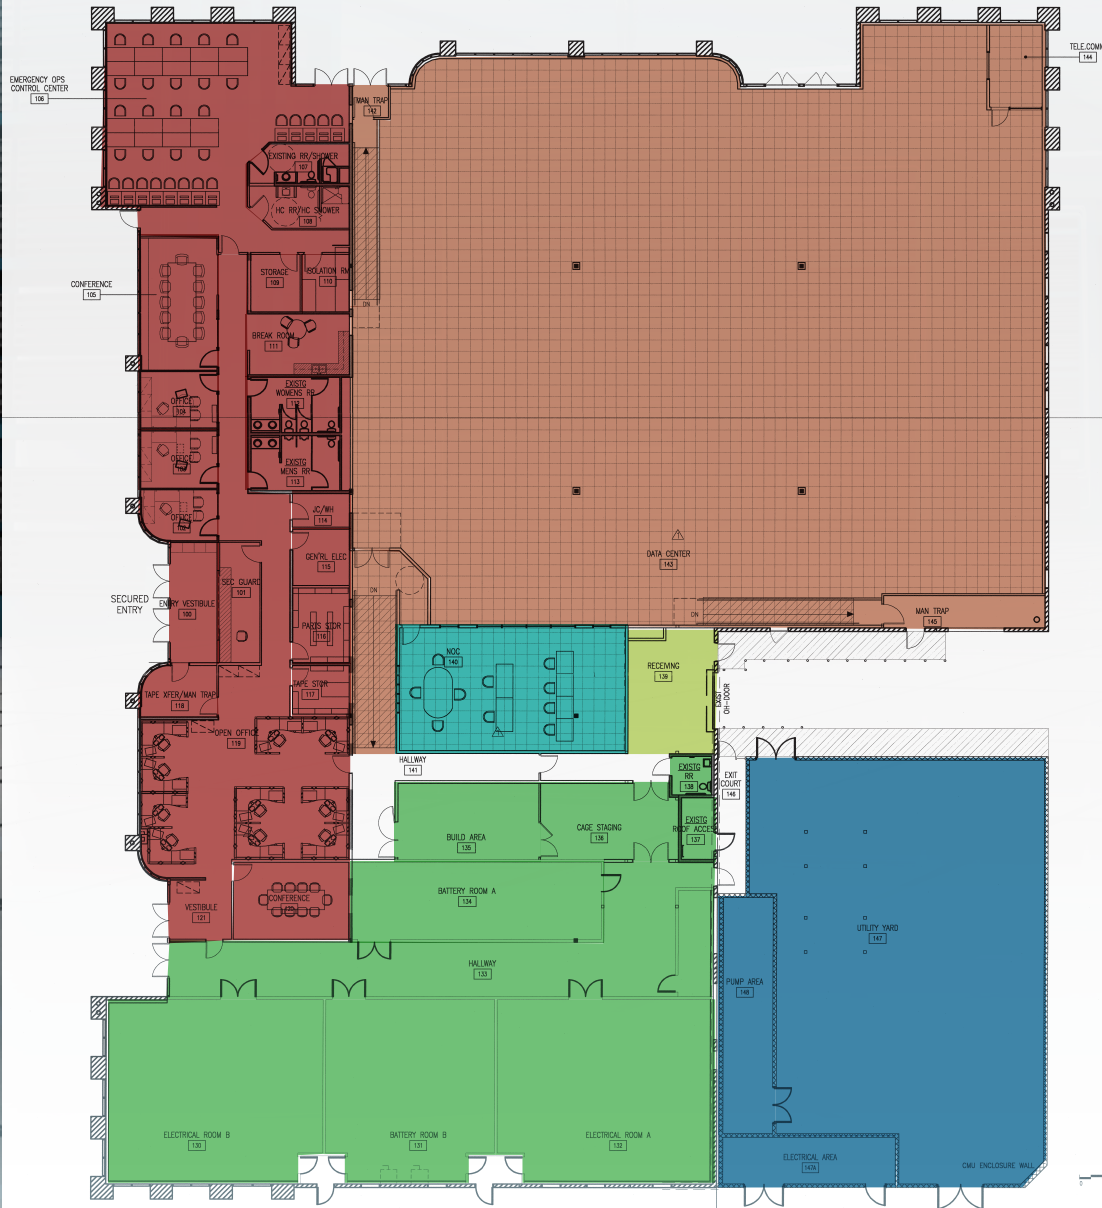 TELE.COMM
144
EMERGENCY OPS
CONTROL CENTER
106
MAN TRAP
142
EXISTING RR/SHOWER
107
HC RR/HC SHOWER
108
STORAGE
109
ISOLATION RM
110
CONFERENCE
105
DN
BREAK ROOM
111
OFFICE
104
EXISTG
WOMENS RR
112
OFFICE
EXISTG
MENS RR
113
OFFICE
102
JC/WH
114
GEN'RL ELEC
115
DATA CENTER
143
SEC GUARD
101
SECURED
ENTRY
ENTRY VESTIBULE
100
DN
PARTS STOR
116
DN
MAN TRAP
145
NOC
140
RECEIVING
139
TAPE STOR
117
TAPE XFER/MAN TRAP
118
EXIST
OH-DOOR
OPEN OFFICE
119
HALLWAY
141
EXISTG
RR
138
EXIT
COURT
146
BUILD AREA
135
CAGE STAGING
136
EXISTG
ROOF ACCESS
137
BATTERY ROOM A
134
CONFERENCE
VESTIBULE
121
UTILITY YARD
147
HALLWAY
133
PUMP AREA
148
ELECTRICAL ROOM B
130
BATTERY ROOM B
131
ELECTRICAL ROOM A
132
ELECTRICAL AREA
147A
CMU ENCLOSURE WALL